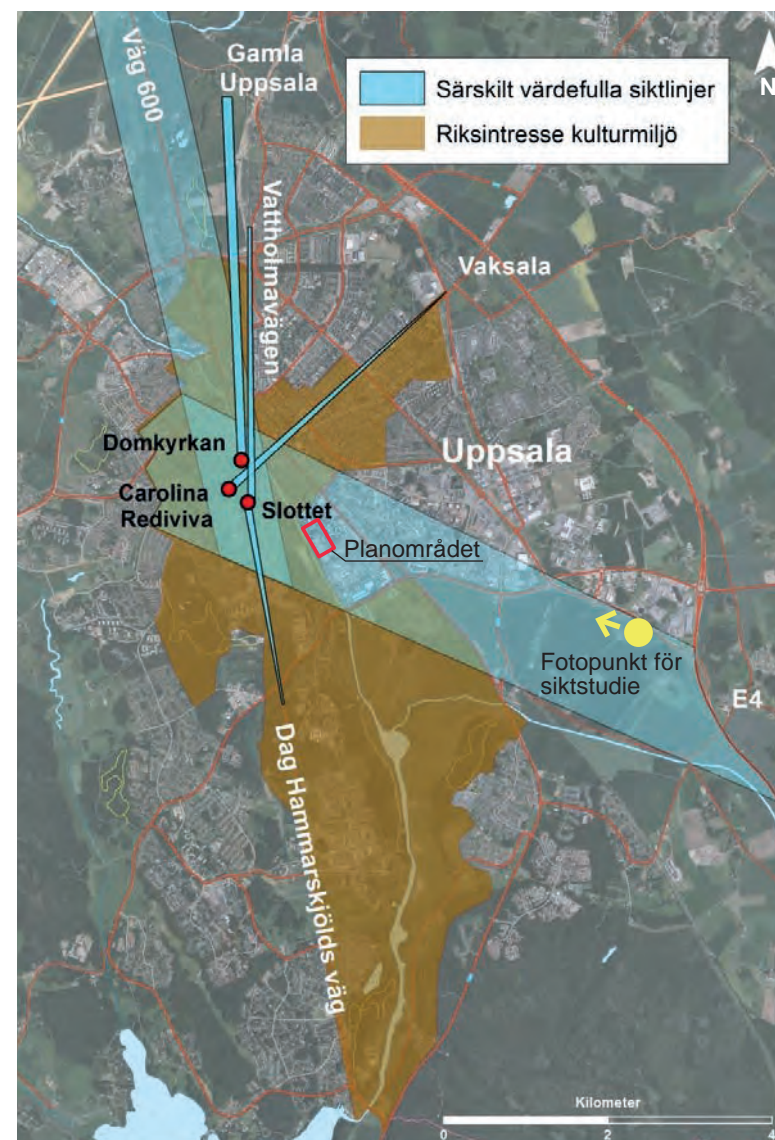 Väg 600
Gamla
Uppsala
Särskilt värdefulla siktlinjer
Riksintresse kulturmiljö
N
Vattholmavägen
Vaksala
Domkyrkan
Uppsala
Carolina
Rediviva
Slottet
Planområdet
Fotopunkt för
siktstudie
E4
Dag Hammarskjölds väg
Kilometer
0 2 4